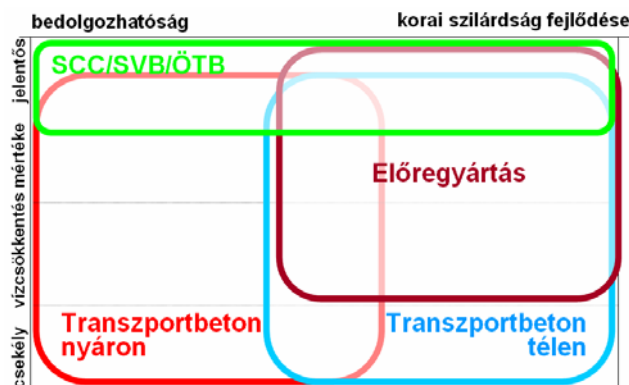 bedolgozhatóság
korai szilárdság fejlődése
jelentős
vízcsökkentés mértéke
csekély
SCC/SVB/ÖTB
Előregyártás
Transzportbeton
nyáron
Transzportbeton
télen